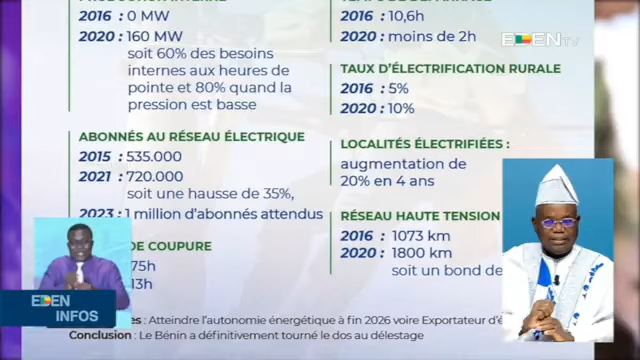 2016 : 0 MW
2020 : 160 MW
soit 60% des besoins
internes aux heures de
pointe et 80% quand la
pression est basse
ABONNÉS AU RÉSEAU ÉLECTRIQUE
2015 : 535.000
2021 : 720.000
soit une hausse de 35%,
2023 : 1 million d'abonnés attendus
DE COUPURE
75h
13h
2016 : 10,6h
2020 : moins de 2h
TAUX D'ÉLECTRIFICATION RURALE
2016 : 5%
2020 : 10%
LOCALITÉS ÉLECTRIFIÉES :
augmentation de
20% en 4 ans
RÉSEAU HAUTE TENSION
2016 : 1073 km
2020 : 1800 km
soit un bond de
es : Atteindre l'autonomie énergétique à fin 2026 voire Exportateur d'é
Conclusion : Le Bénin a définitivement tourné le dos au délestage
EDEN TV
EDEN
INFOS